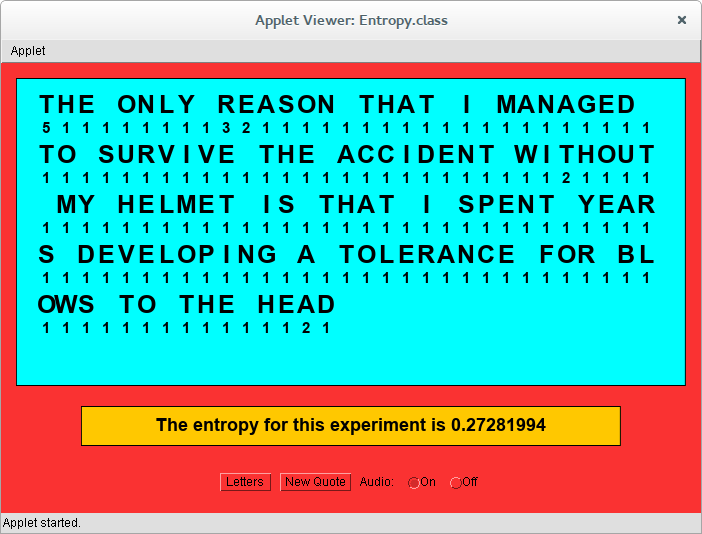 Applet Viewer: Entropy.class ×
Applet
THE ONLY REASON THAT I MANAGED
5 1 1 1 1 1 1 1 1 3 2 1 1 1 1 1 1 1 1 1 1 1 1 1 1 1 1 1 1 1 1
TO SURVIVE THE ACCIDENT WITHOUT
1 1 1 1 1 1 1 1 1 1 1 1 1 1 1 1 1 1 1 1 1 1 1 1 1 1 2 1 1 1 1
MY HELMET IS THAT I SPENT YEAR
1 1 1 1 1 1 1 1 1 1 1 1 1 1 1 1 1 1 1 1 1 1 1 1 1 1 1 1 1 1 1
S DEVELOPING A TOLERANCE FOR BL
1 1 1 1 1 1 1 1 1 1 1 1 1 1 1 1 1 1 1 1 1 1 1 1 1 1 1 1 1 1 1
OWS TO THE HEAD
1 1 1 1 1 1 1 1 1 1 1 1 1 2 1
The entropy for this experiment is 0.27281994
Letters New Quote Audio: On Off
Applet started.